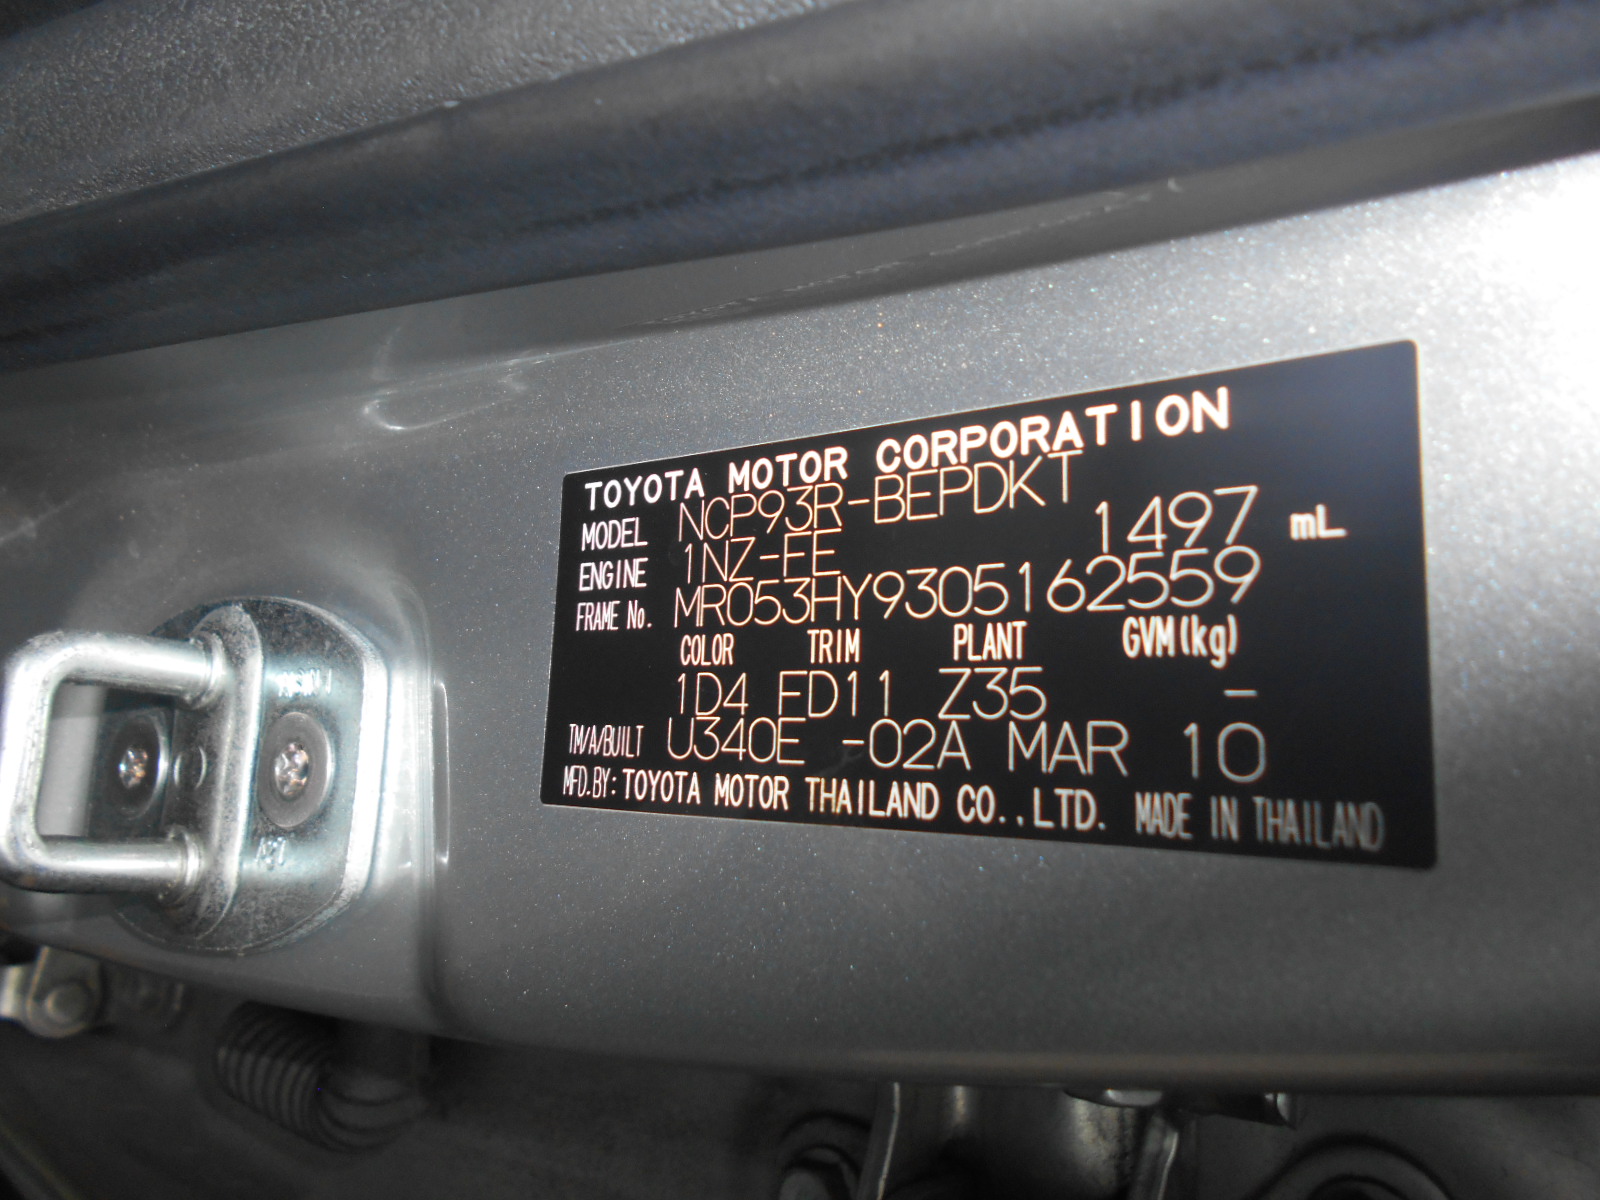 TOYOTA MOTOR CORPORATION
MODEL NCP93R-BEPDKT
ENGINE 1NZ-FE 1497 mL
FRAME No. MR053HY9305162559
COLOR TRIM PLANT GVM(kg)
1D4 FD11 Z35 -
TM/A/BUILT U340E -02A MAR 10
MFD.BY: TOYOTA MOTOR THAILAND CO.,LTD. MADE IN THAILAND